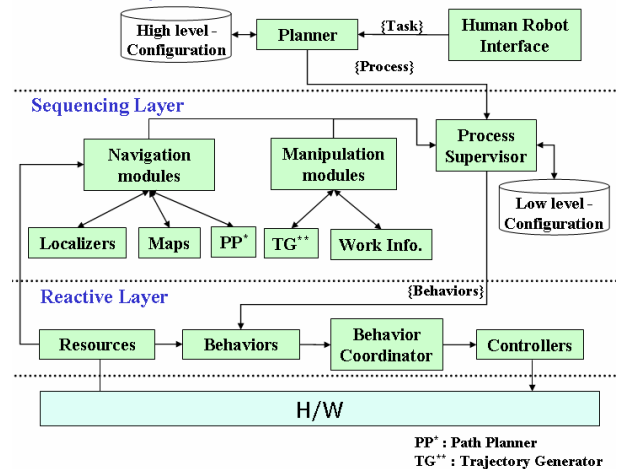 High level -
Configuration
Planner
{Task}
Human Robot
Interface
{Process}
Sequencing Layer
Navigation
modules
Manipulation
modules
Process
Supervisor
Low level -
Configuration
Localizers
Maps
PP*
TG**
Work Info.
{Behaviors}
Reactive Layer
Resources
Behaviors
Behavior
Coordinator
Controllers
H/W
PP* : Path Planner
TG** : Trajectory Generator